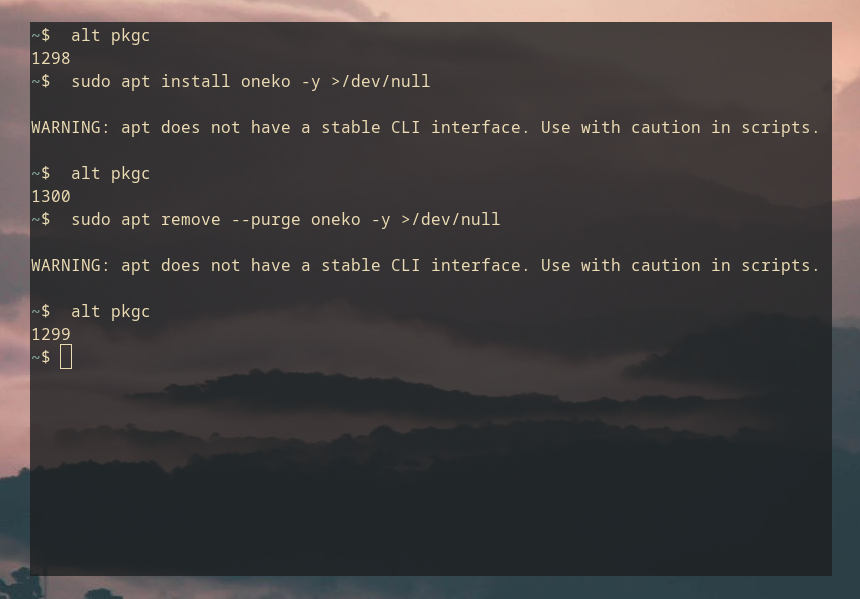 ~$  alt pkgc
1298
~$  sudo apt install oneko -y >/dev/null
WARNING: apt does not have a stable CLI interface. Use with caution in scripts.
~$  alt pkgc
1300
~$  sudo apt remove --purge oneko -y >/dev/null
WARNING: apt does not have a stable CLI interface. Use with caution in scripts.
~$  alt pkgc
1299
~$